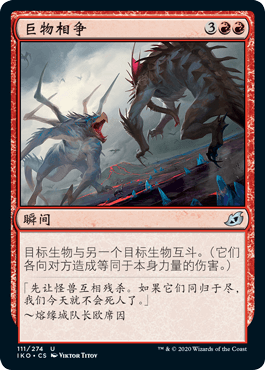 巨物相争 3
瞬间
目标生物与另一个目标生物互斗。（它们
各向对方造成等同于本身力量的伤害。）
「先让怪兽互相残杀。如果它们同归于尽，
我们今天就不会死人了。」
～熔缘城队长欧席因
111/274 U
IKO • CS VIKTOR TITOV
™ & © 2020 Wizards of the Coast